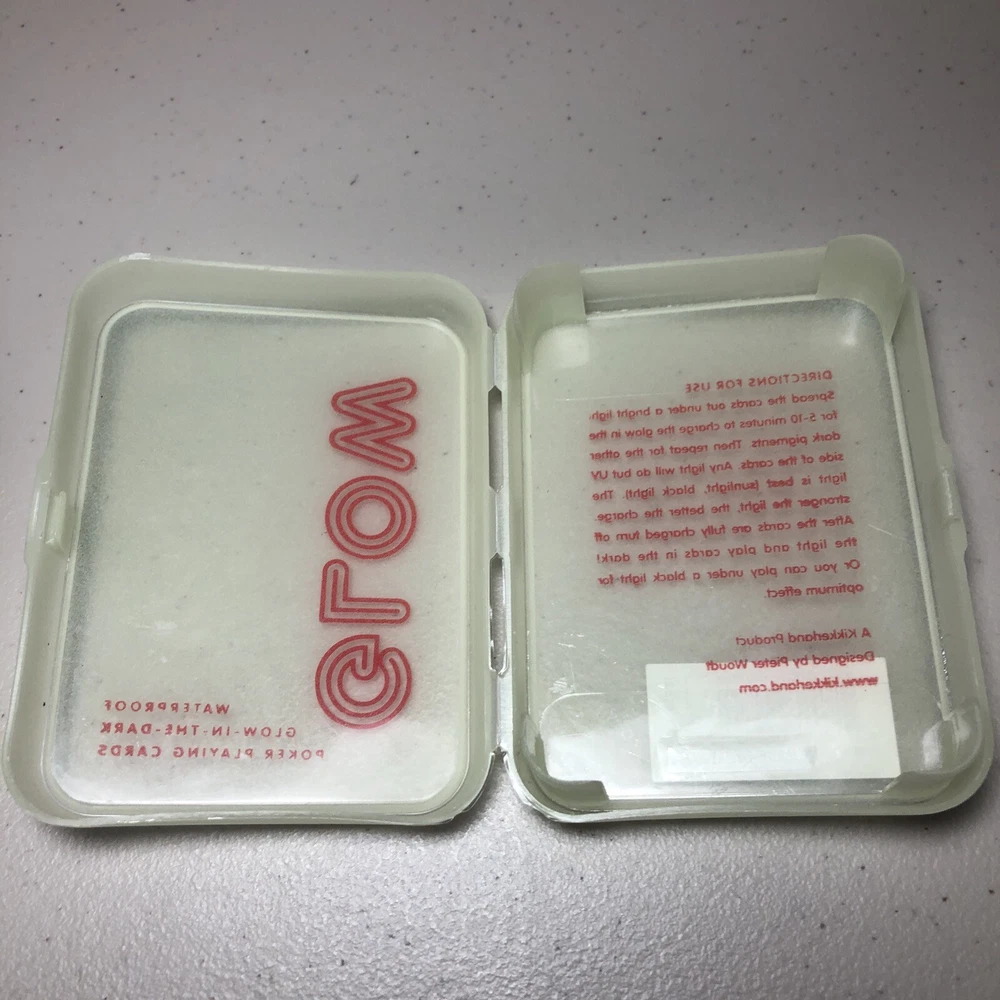 GLOW
WATERPROOF
GLOW-IN-THE-DARK
POKER PLAYING CARDS
DIRECTIONS FOR USE
Spread the cards out under a bright light
for 5-10 minutes to charge the glow in the
dark pigments. Then repeat for the other
side of the cards. Any light will do but UV
light is best (sunlight, black light). The
stronger the light, the better the charge.
After the cards are fully charged turn off
the light and play cards in the dark!
Or you can play under a black light for
optimum effect.
A Kikkerland Product
Designed by Pieter Woudt
www.kikkerland.com